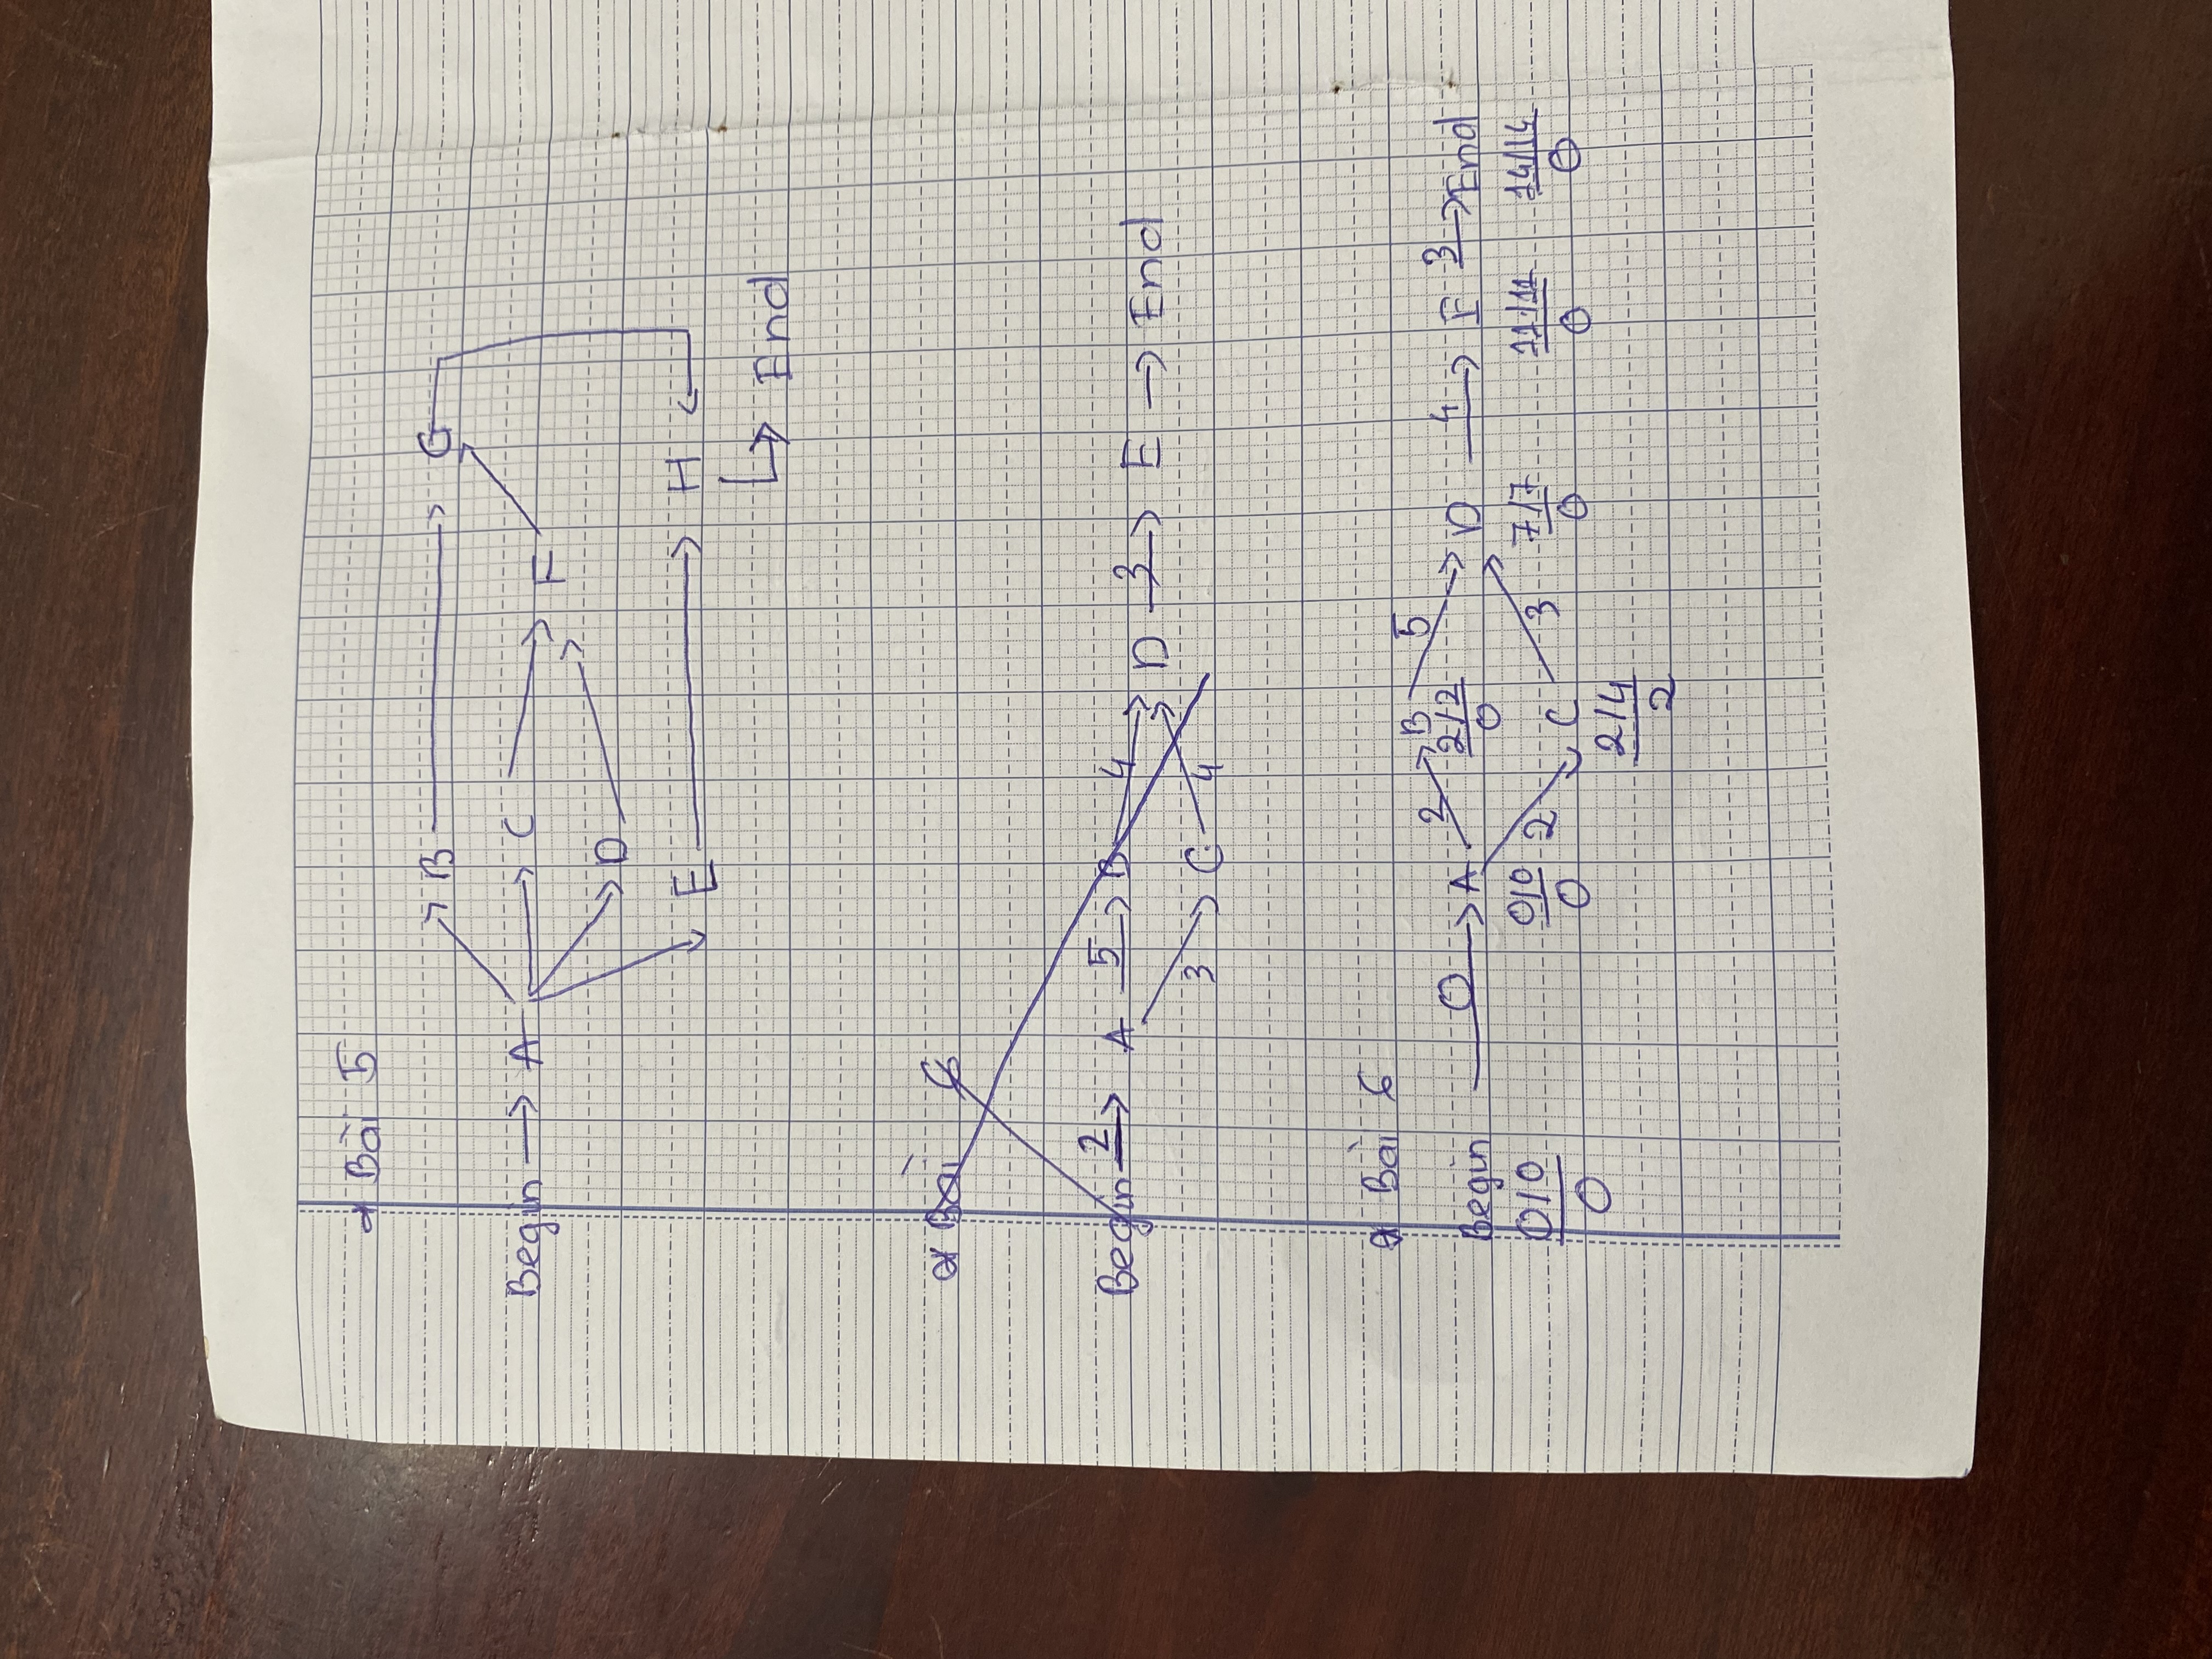 Bài 5
B G
Begin A C F
D
E H
End
Bài 6
Begin 2 A 5 B 4 D 3 E End
3 C 4
Bài 6
Begin 0 A 2 B 5 D 4 E 3 End
2/2
0
0/0 0/0 2 C 3 7/7 11/11 14/14
0 0 0 0 0
2/4
2